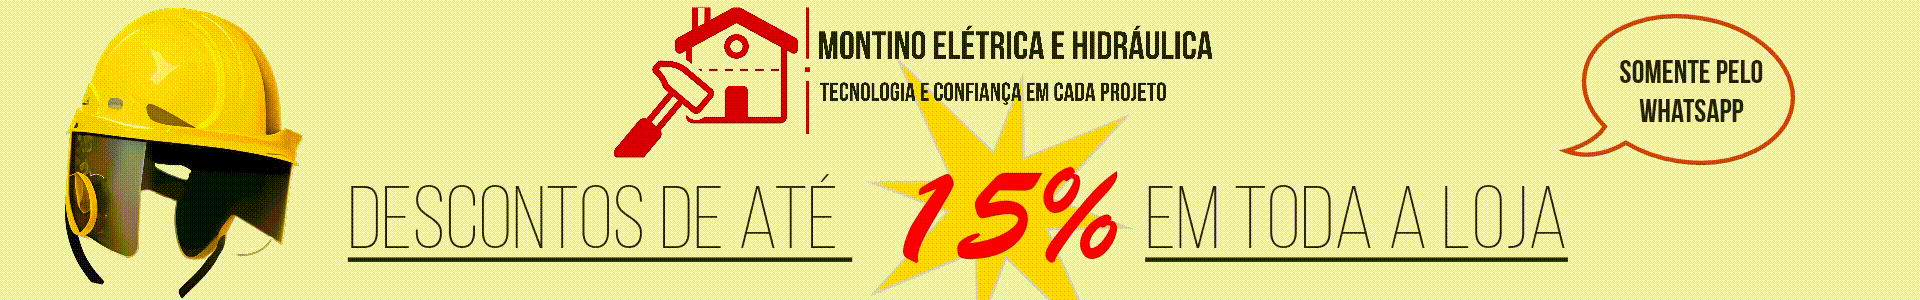 MONTINO ELÉTRICA E HIDRÁULICA
TECNOLOGIA E CONFIANÇA EM CADA PROJETO
SOMENTE PELO
WHATSAPP
DESCONTOS DE ATÉ 15% EM TODA A LOJA